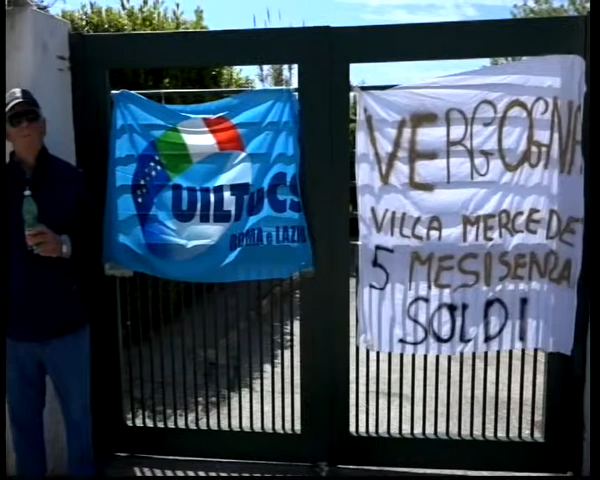 UILTUCS
ROMA e LAZIO
VERGOGNA
VILLA MERCEDE
5 MESI SENZA
SOLDI